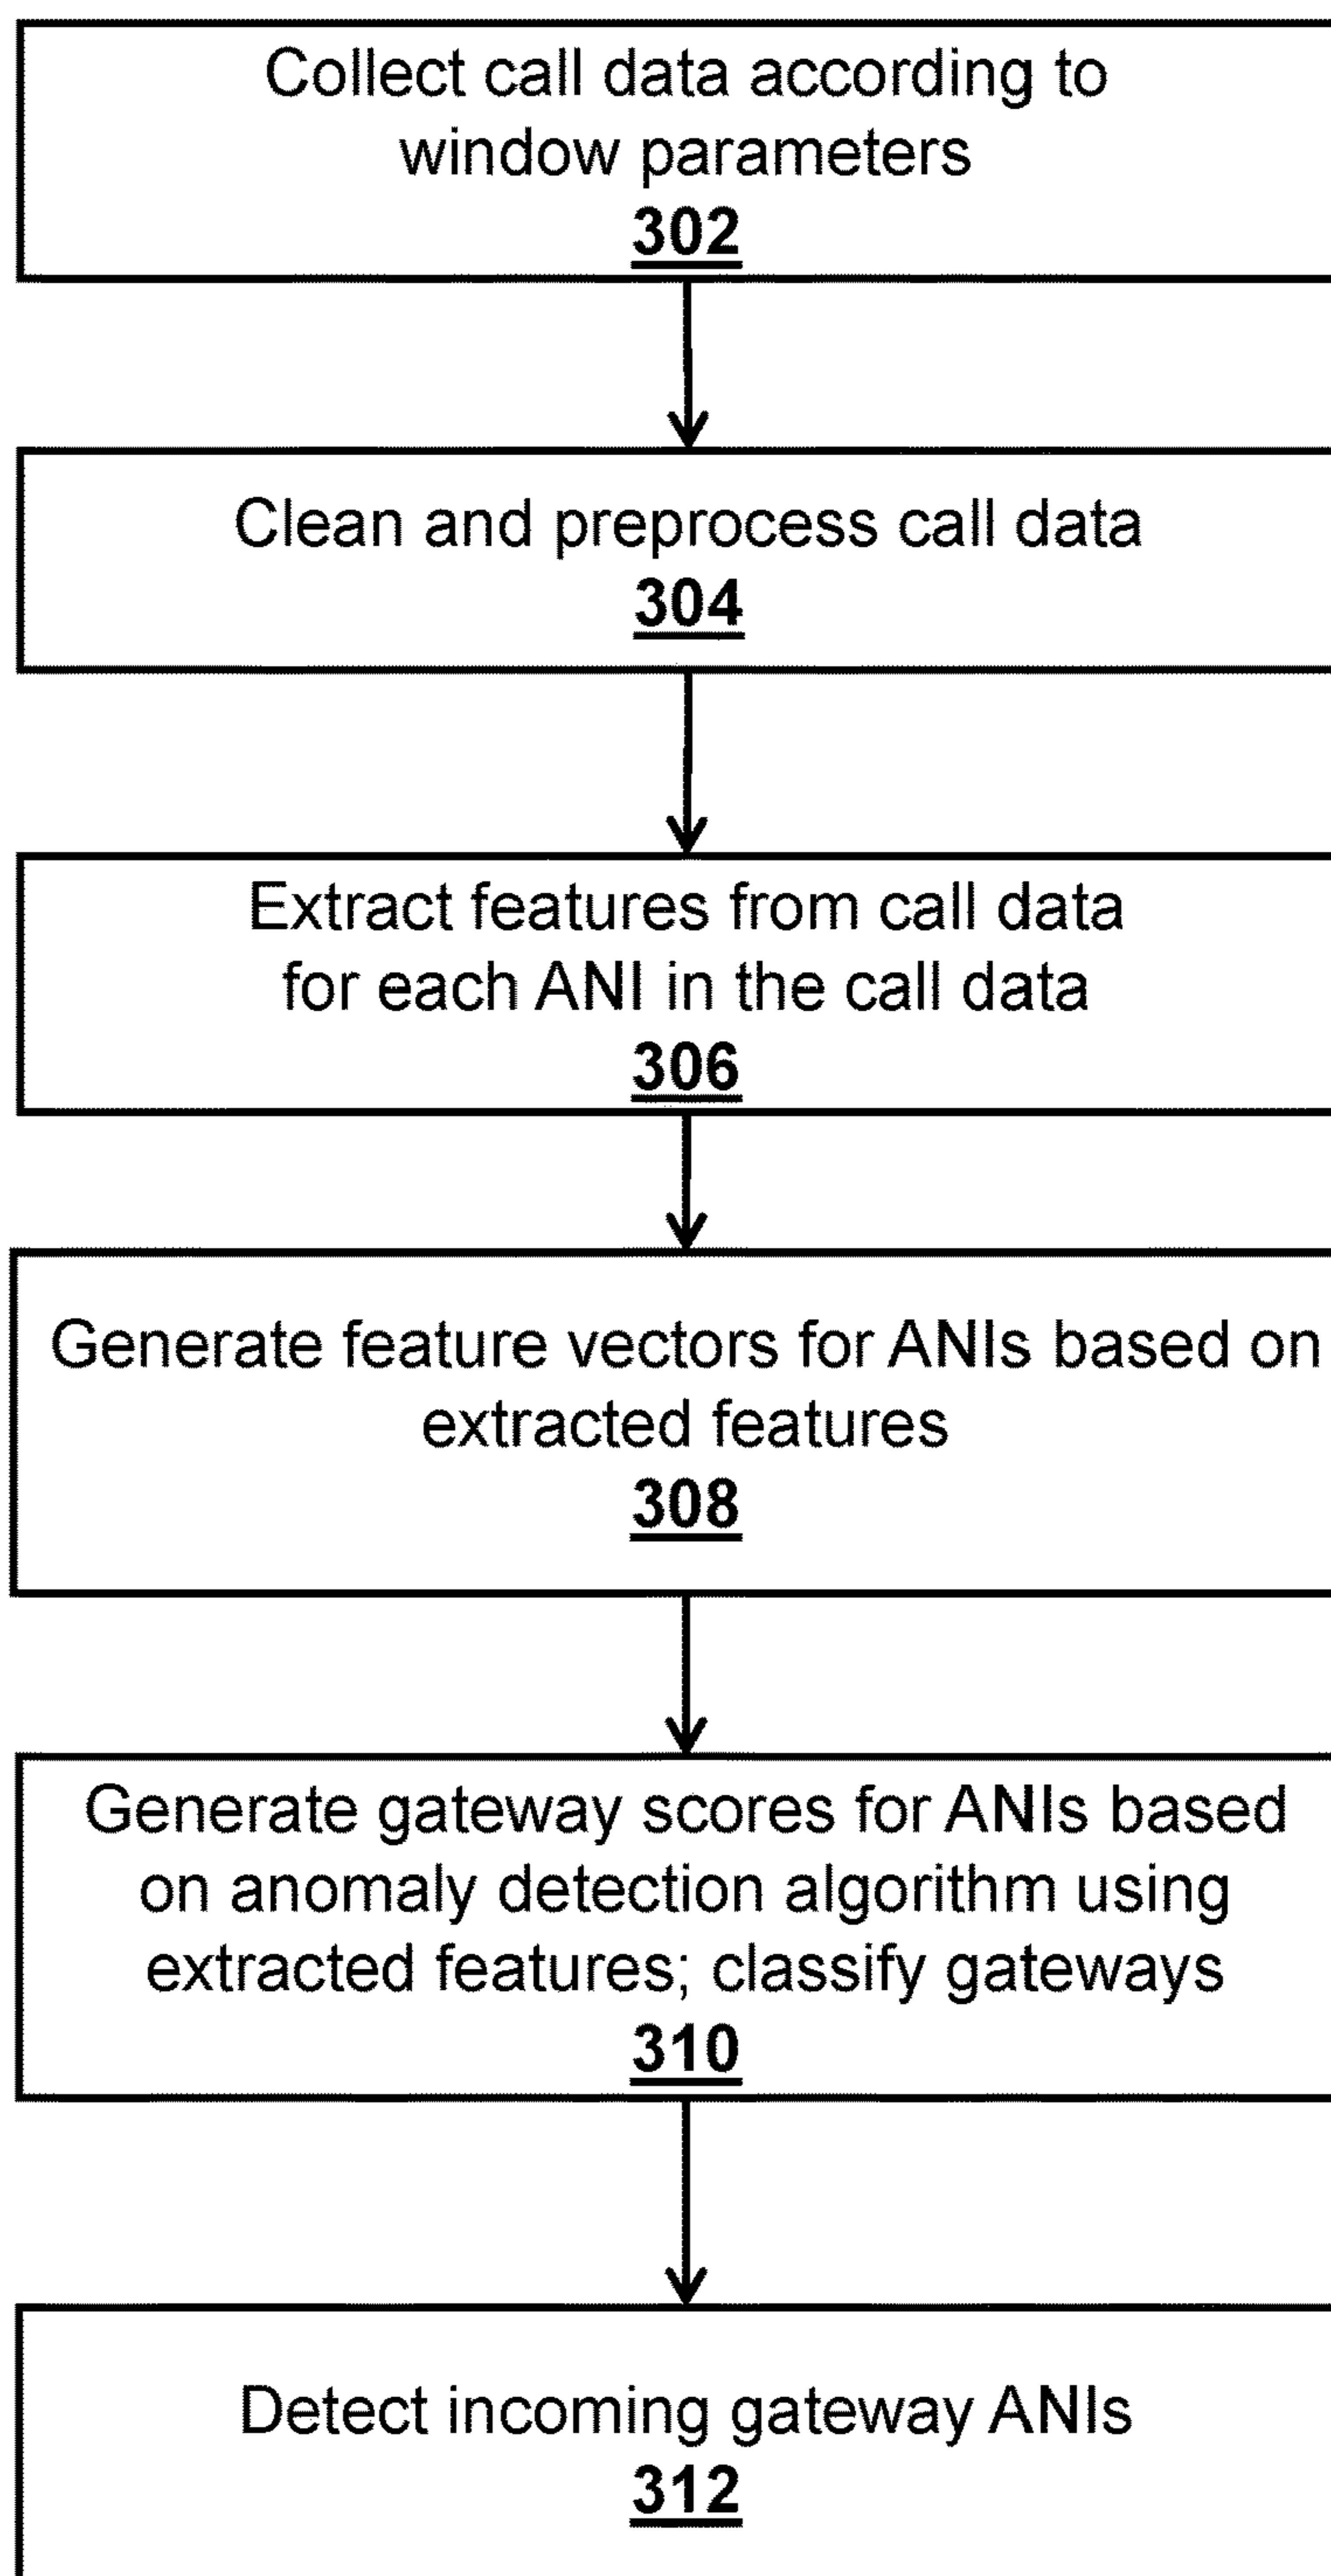 Collect call data according to
window parameters
302
Clean and preprocess call data
304
Extract features from call data
for each ANI in the call data
306
Generate feature vectors for ANIs based on
extracted features
308
Generate gateway scores for ANIs based
on anomaly detection algorithm using
extracted features; classify gateways
310
Detect incoming gateway ANIs
312